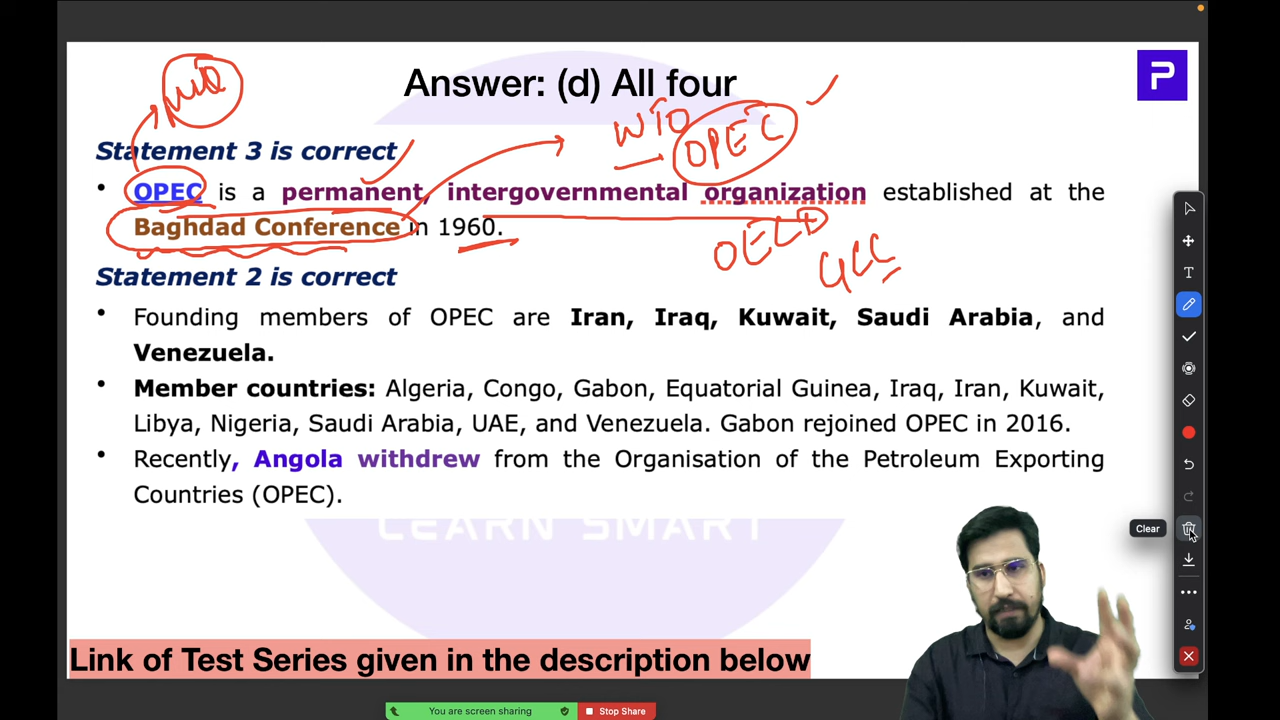 Answer: (d) All four
P
WTO
OPEC
Statement 3 is correct
• OPEC is a permanent, intergovernmental organization established at the
Baghdad Conference in 1960.
OECD
GCC
Statement 2 is correct
• Founding members of OPEC are Iran, Iraq, Kuwait, Saudi Arabia, and
Venezuela.
• Member countries: Algeria, Congo, Gabon, Equatorial Guinea, Iraq, Iran, Kuwait,
Libya, Nigeria, Saudi Arabia, UAE, and Venezuela. Gabon rejoined OPEC in 2016.
• Recently, Angola withdrew from the Organisation of the Petroleum Exporting
Countries (OPEC).
LEARN SMART
T
Clear
Link of Test Series given in the description below
You are screen sharing
Stop Share